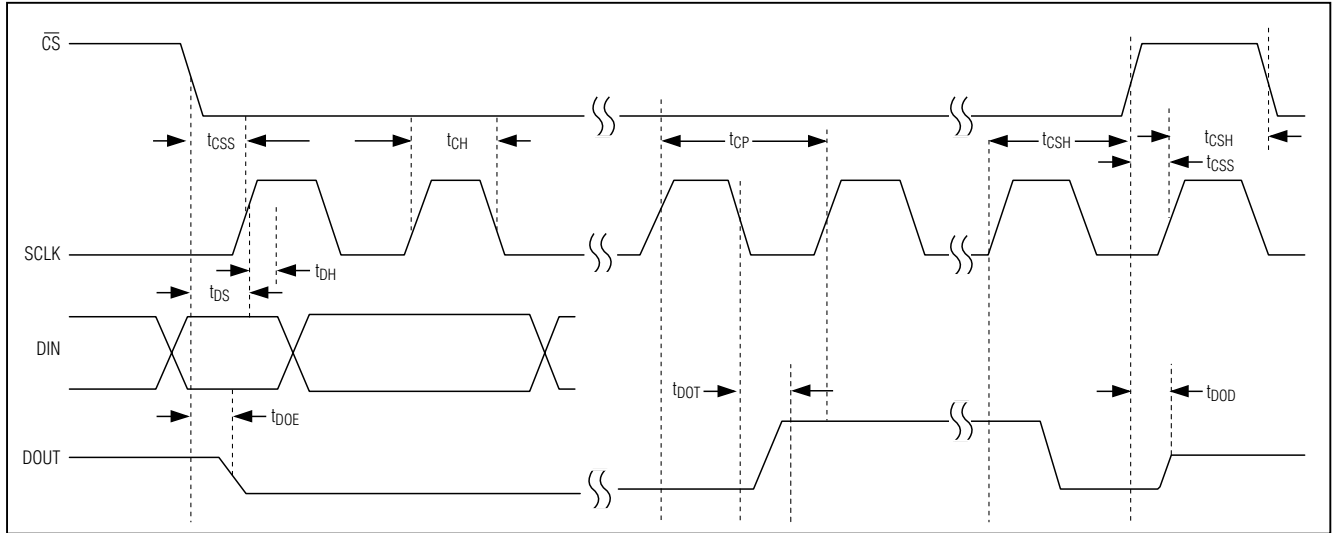 CS
tCSS
tCH
tCP
tCSH
tCSH
tCSS
SCLK
tDH
tDS
DIN
tDOT
tDOD
tDOE
DOUT